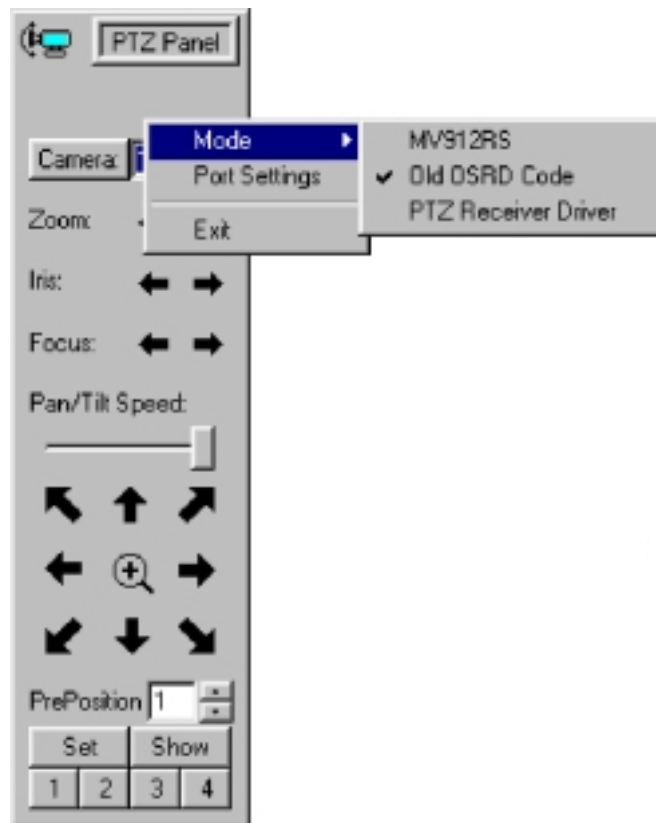 PTZ Panel
Camera:
Mode
Port Settings
Exit
MV912RS
Old OSRD Code
PTZ Receiver Driver
Zoom:
Iris:
Focus:
Pan/Tilt Speed:
PrePosition 1
Set Show
1 2 3 4